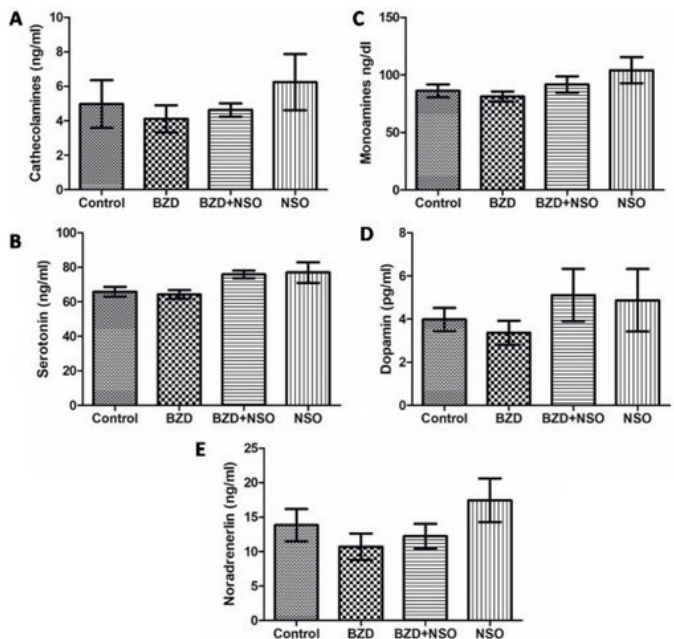 A
Cathecolamines (ng/ml)
10
8
6
4
2
0
Control BZD BZD+NSO NSO
C
Monoamines ng/dl
150
100
50
0
Control BZD BZD+NSO NSO
B
Serotonin (ng/ml)
100
80
60
40
20
0
Control BZD BZD+NSO NSO
D
Dopamin (pg/ml)
8
6
4
2
0
Control BZD BZD+NSO NSO
E
Noradrenerlin (ng/ml)
25
20
15
10
5
0
Control BZD BZD+NSO NSO